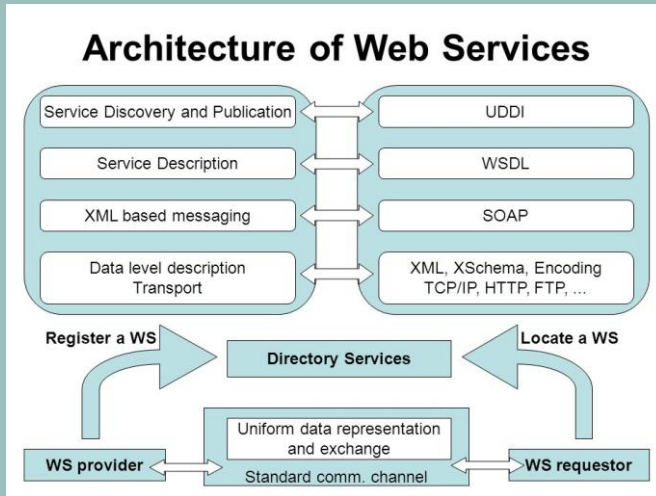 Architecture of Web Services
Service Discovery and Publication
UDDI
Service Description
WSDL
XML based messaging
SOAP
Data level description
Transport
XML, XSchema, Encoding
TCP/IP, HTTP, FTP, ...
Register a WS
Locate a WS
Directory Services
Uniform data representation
and exchange
WS provider
Standard comm. channel
WS requestor